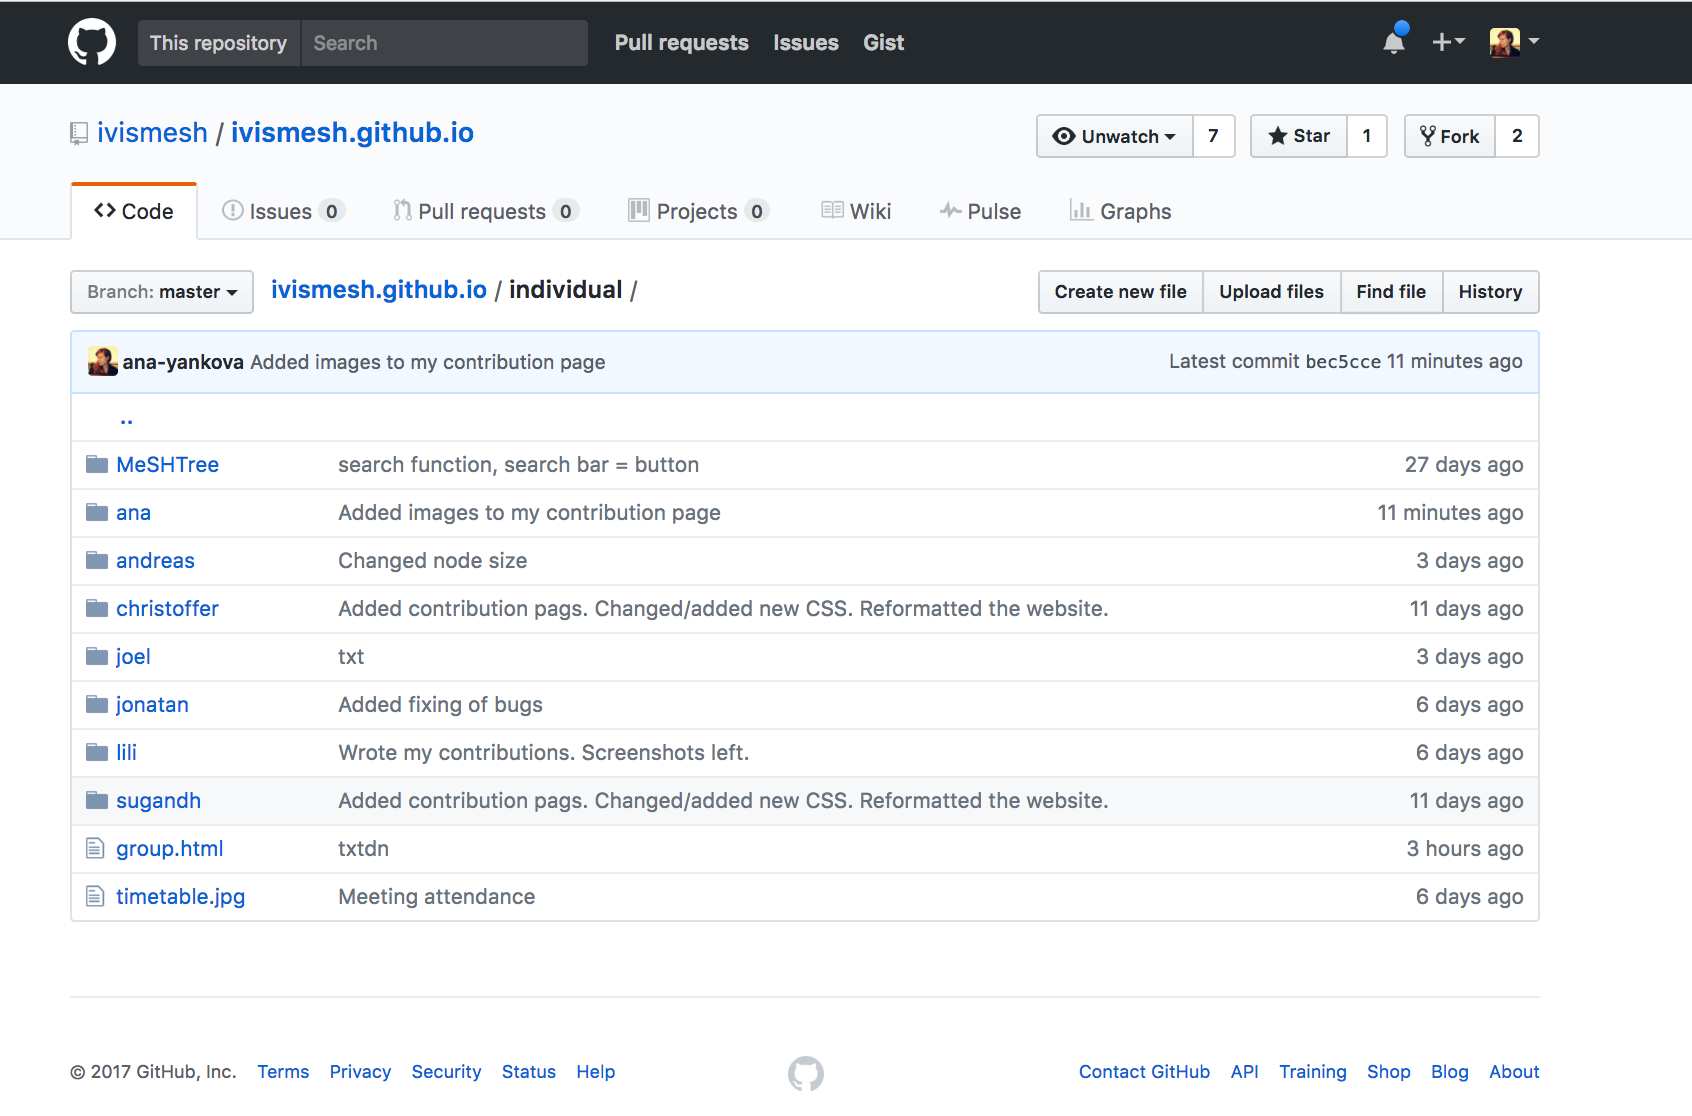 This repository Search Pull requests Issues Gist
ivismesh / ivismesh.github.io Unwatch 7 Star 1 Fork 2
Code Issues 0 Pull requests 0 Projects 0 Wiki Pulse Graphs
Branch: master ivismesh.github.io / individual / Create new file Upload files Find file History
ana-yankova Added images to my contribution page Latest commit bec5cce 11 minutes ago
..
MeSHTree search function, search bar = button 27 days ago
ana Added images to my contribution page 11 minutes ago
andreas Changed node size 3 days ago
christoffer Added contribution pags. Changed/added new CSS. Reformatted the website. 11 days ago
joel txt 3 days ago
jonatan Added fixing of bugs 6 days ago
lili Wrote my contributions. Screenshots left. 6 days ago
sugandh Added contribution pags. Changed/added new CSS. Reformatted the website. 11 days ago
group.html txtdn 3 hours ago
timetable.jpg Meeting attendance 6 days ago
© 2017 GitHub, Inc. Terms Privacy Security Status Help Contact GitHub API Training Shop Blog About